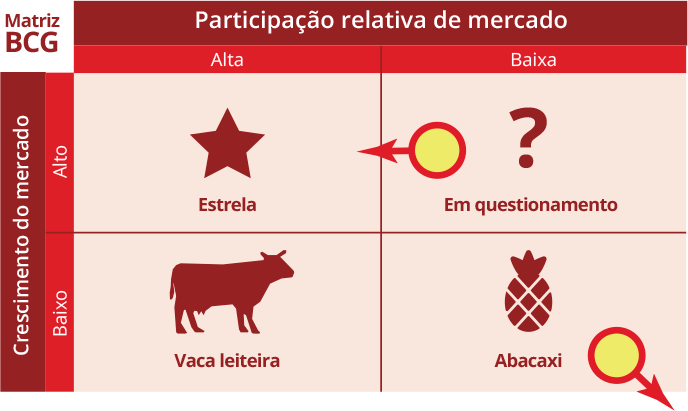 Matriz
BCG
Participação relativa de mercado
Alta
Baixa
Crescimento do mercado
Alto
Baixo
?
Estrela
Em questionamento
Vaca leiteira
Abacaxi